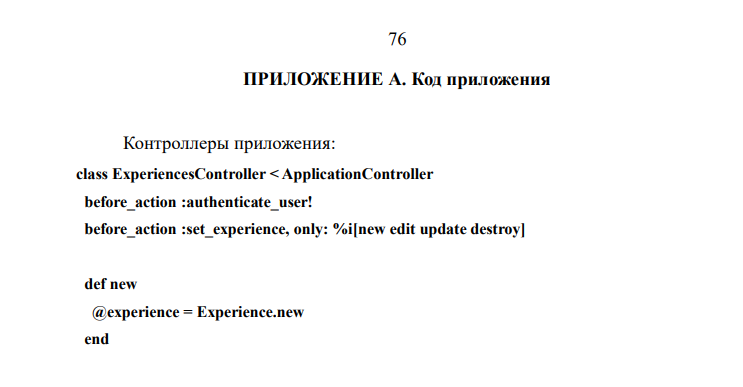 76
ПРИЛОЖЕНИЕ А. Код приложения
Контроллеры приложения:
class ExperiencesController < ApplicationController
before_action :authenticate_user!
before_action :set_experience, only: %i[new edit update destroy]
def new
@experience = Experience.new
end